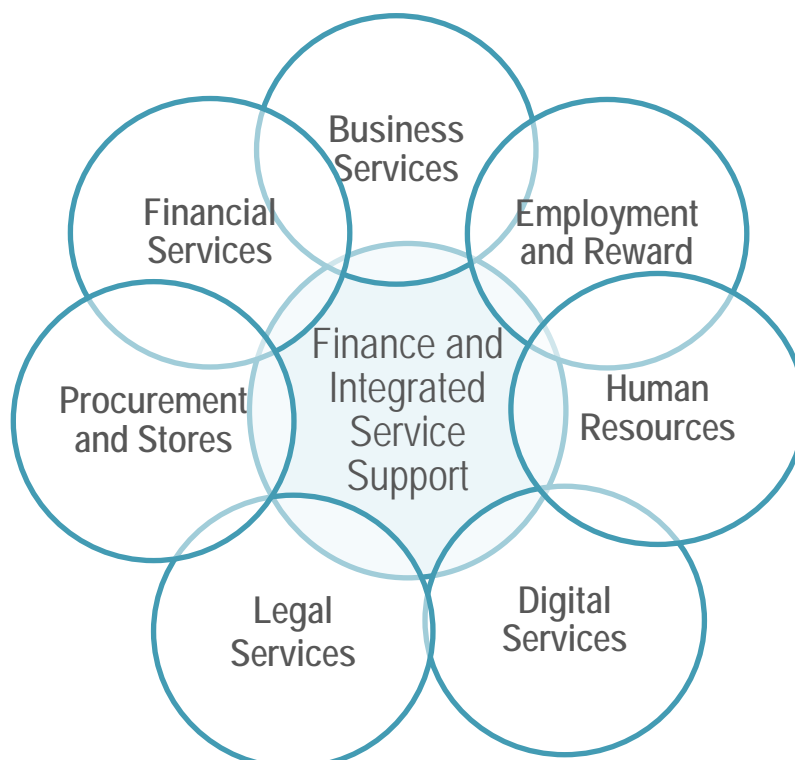 Business
Services
Financial
Services
Employment
and Reward
Finance and
Integrated
Service
Support
Procurement
and Stores
Human
Resources
Legal
Services
Digital
Services